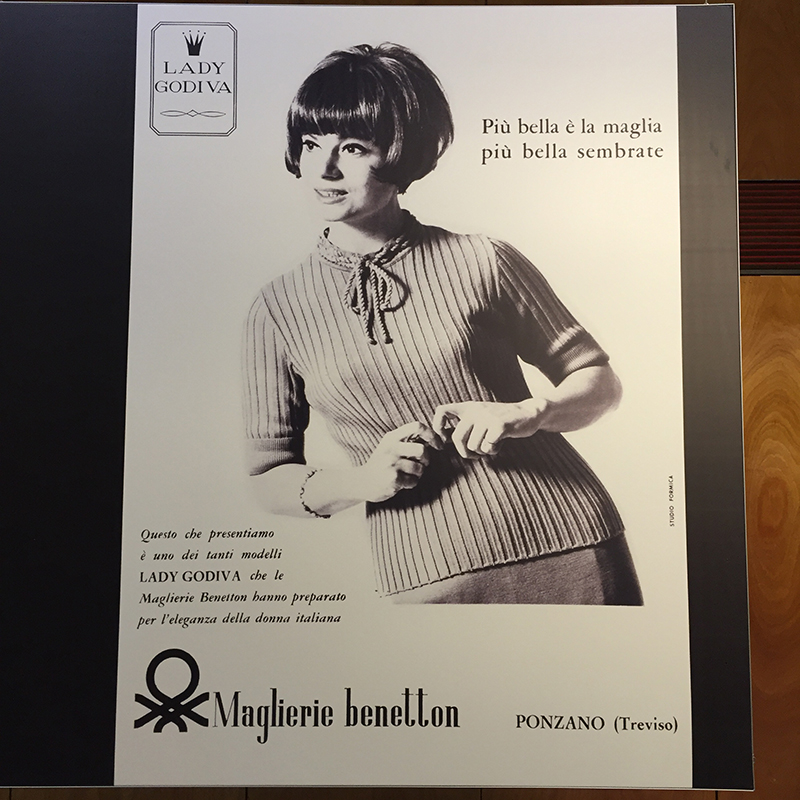 LADY
GODIVA
Più bella è la maglia
più bella sembrate
STUDIO FORMICA
Questo che presentiamo
è uno dei tanti modelli
LADY GODIVA che le
Maglierie Benetton hanno preparato
per l'eleganza della donna italiana
Maglierie benetton
PONZANO (Treviso)